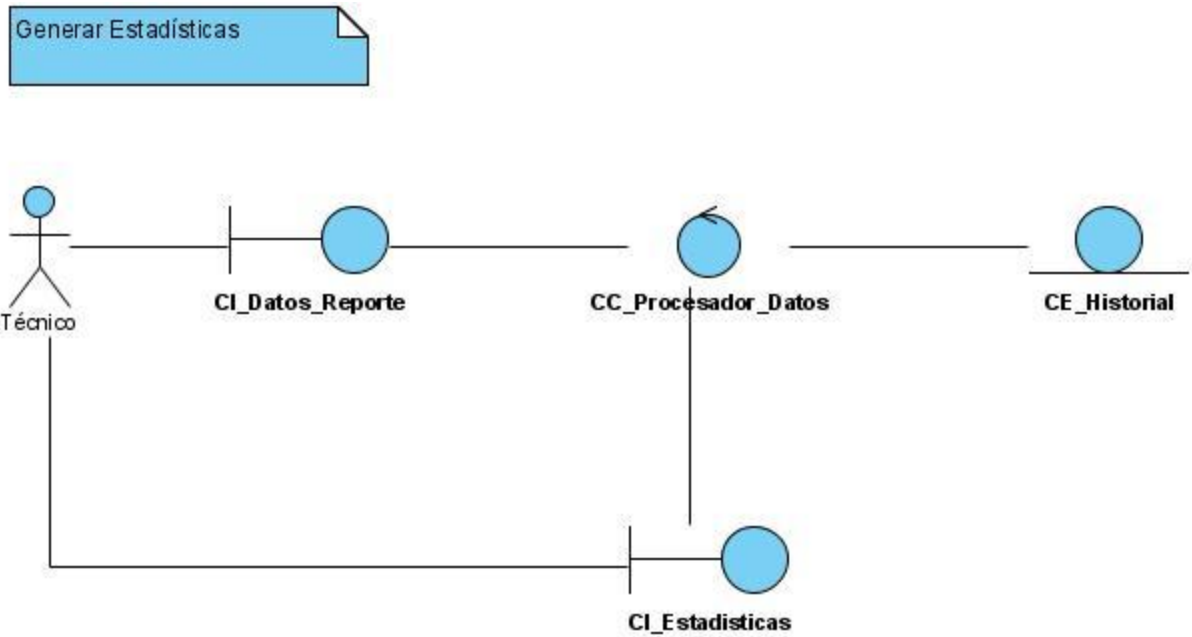 Generar Estadísticas
Técnico
CI_Datos_Reporte
CC_Procesador_Datos
CE_Historial
CI_Estadisticas